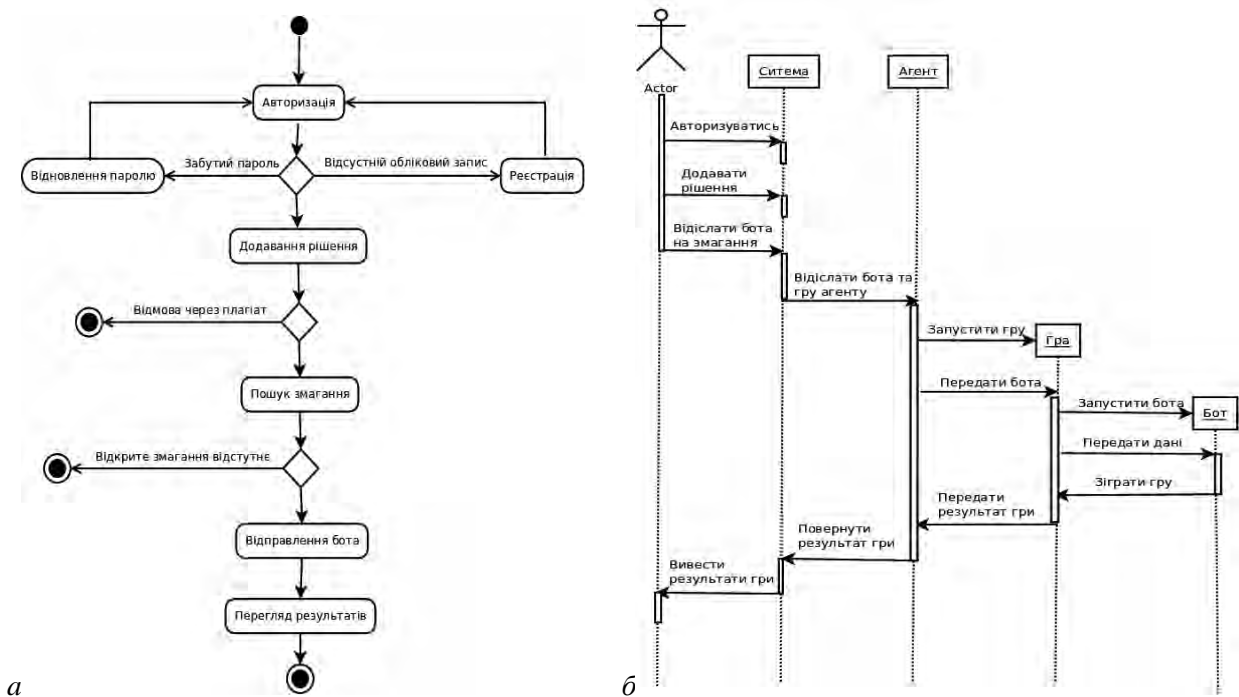 Авторизація
Забутий пароль
Відсустній обліковий запис
Відновлення паролю
Реєстрація
Додавання рішення
Відмова через плагіат
Пошук змагання
Відкрите змагання відстутнє
Відправлення бота
Перегляд результатів
а
Actor
Ситема
Агент
Авторизуватись
Додавати
рішення
Відіслати бота
на змагання
Відіслати бота та
гру агенту
Запустити гру
Гра
Передати бота
Запустити бота
Бот
Передати дані
Зіграти гру
Передати
результат гри
Повернути
результат гри
Вивести
результати гри
б